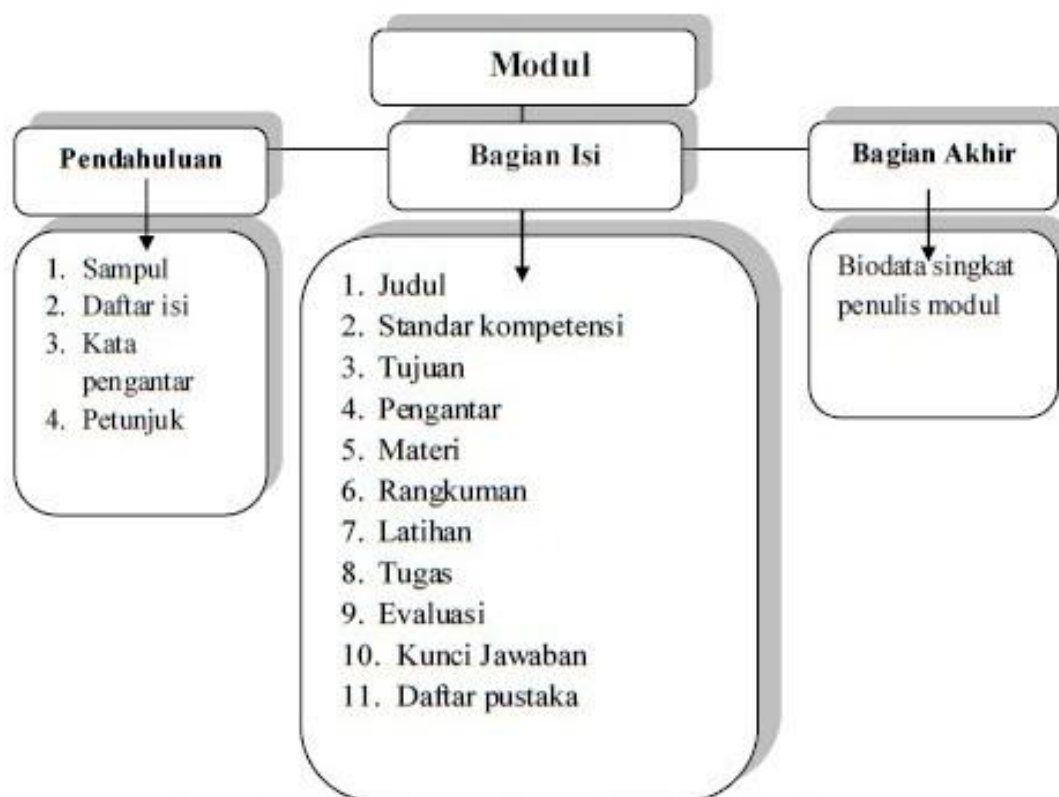 Modul
Pendahuluan
1. Sampul
2. Daftar isi
3. Kata
pengantar
4. Petunjuk
Bagian Isi
1. Judul
2. Standar kompetensi
3. Tujuan
4. Pengantar
5. Materi
6. Rangkuman
7. Latihan
8. Tugas
9. Evaluasi
10. Kunci Jawaban
11. Daftar pustaka
Bagian Akhir
Biodata singkat
penulis modul